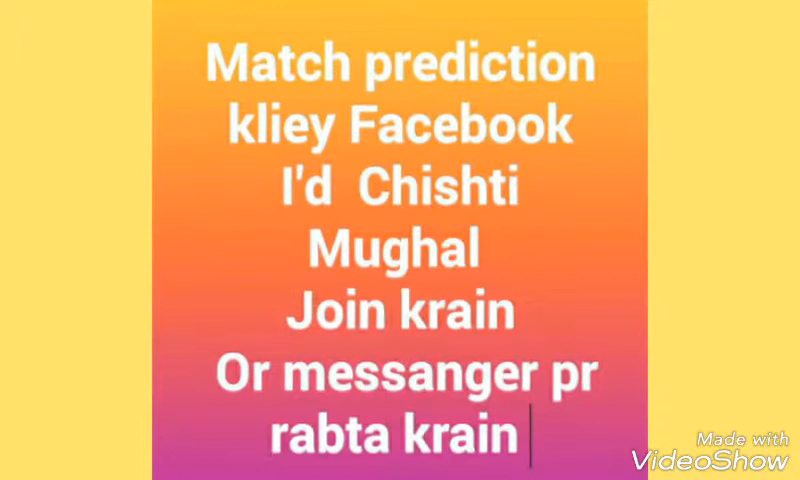 Match prediction
kliey Facebook
I'd Chishti
Mughal
Join krain
Or messanger pr
rabta krain
Made with
VideoShow